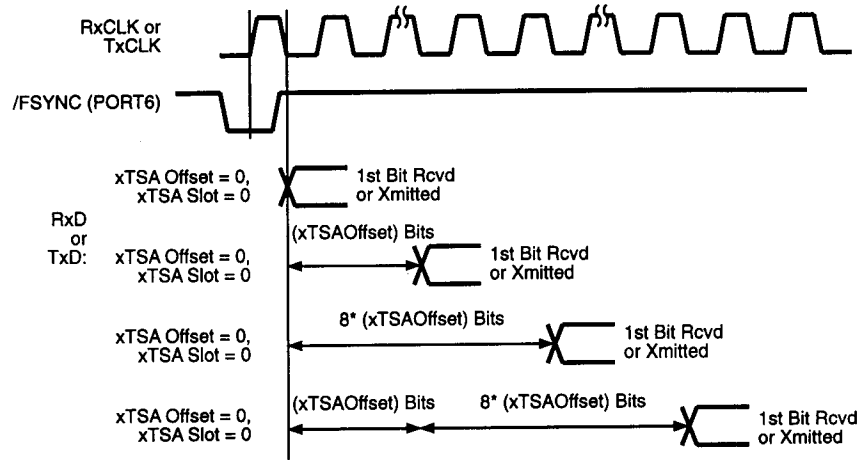 RxCLK or
TxCLK
/FSYNC (PORT6)
xTSA Offset = 0,
xTSA Slot = 0
1st Bit Rcvd
or Xmitted
RxD
or
TxD:
(xTSAOffset) Bits
xTSA Offset = 0,
xTSA Slot = 0
1st Bit Rcvd
or Xmitted
8* (xTSAOffset) Bits
xTSA Offset = 0,
xTSA Slot = 0
1st Bit Rcvd
or Xmitted
(xTSAOffset) Bits
8* (xTSAOffset) Bits
xTSA Offset = 0,
xTSA Slot = 0
1st Bit Rcvd
or Xmitted